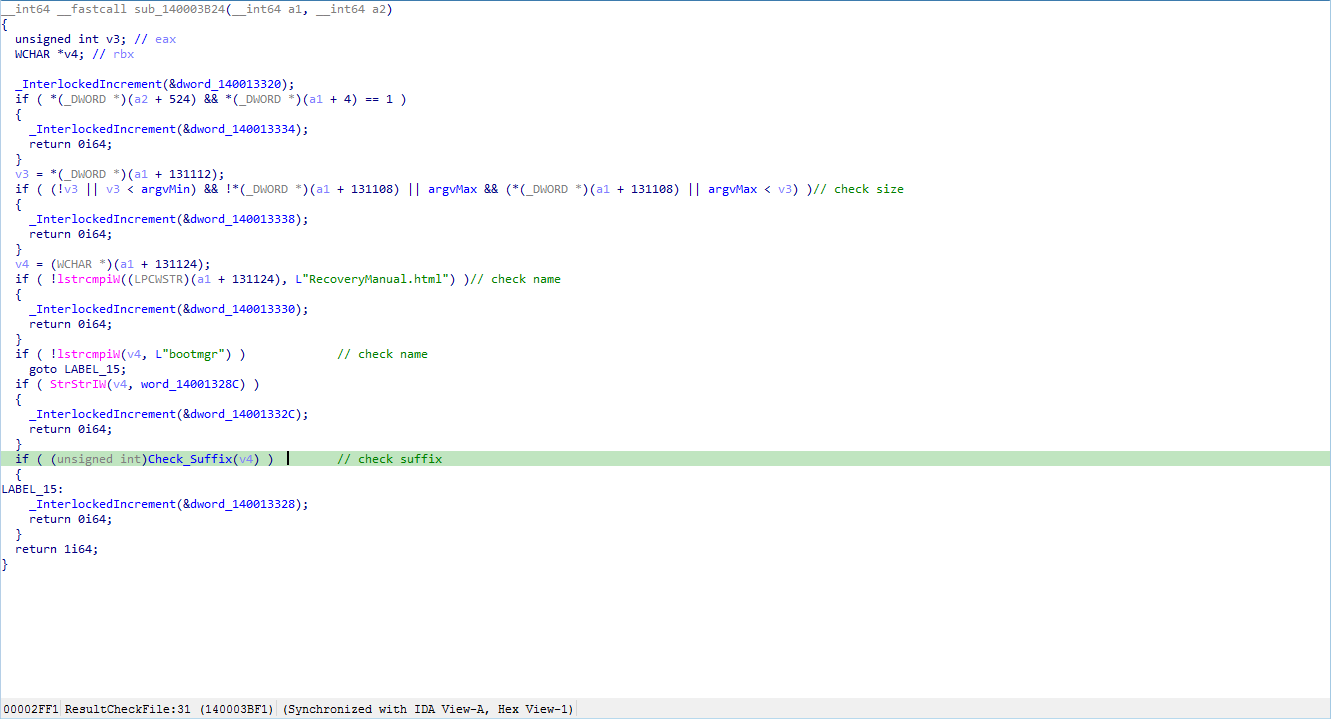 __int64 __fastcall sub_140003B24(__int64 a1, __int64 a2)
{
  unsigned int v3; // eax
  WCHAR *v4; // rbx

  _InterlockedIncrement(&dword_140013320);
  if ( *(_DWORD *)(a2 + 524) && *(_DWORD *)(a1 + 4) == 1 )
  {
    _InterlockedIncrement(&dword_140013334);
    return 0i64;
  }
  v3 = *(_DWORD *)(a1 + 131112);
  if ( (!v3 || v3 < argvMin) && !*(_DWORD *)(a1 + 131108) || argvMax && (*(_DWORD *)(a1 + 131108) || argvMax < v3) )// check size
  {
    _InterlockedIncrement(&dword_140013338);
    return 0i64;
  }
  v4 = (WCHAR *)(a1 + 131124);
  if ( !lstrcmpiW((LPCWSTR)(a1 + 131124), L"RecoveryManual.html") )// check name
  {
    _InterlockedIncrement(&dword_140013330);
    return 0i64;
  }
  if ( !lstrcmpiW(v4, L"bootmgr") )             // check name
    goto LABEL_15;
  if ( StrStrIW(v4, word_14001328C) )
  {
    _InterlockedIncrement(&dword_14001332C);
    return 0i64;
  }
  if ( (unsigned int)Check_Suffix(v4) )         // check suffix
  {
LABEL_15:
    _InterlockedIncrement(&dword_140013328);
    return 0i64;
  }
  return 1i64;
}
00002FF1 ResultCheckFile:31 (140003BF1) (Synchronized with IDA View-A, Hex View-1)